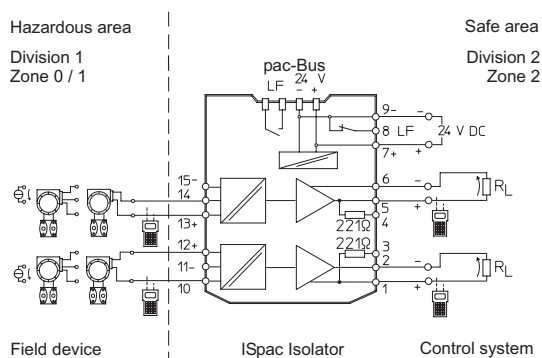 Hazardous area
Safe area
Division 1
Zone 0 / 1
Division 2
Zone 2
pac-Bus
LF 24 V
- +
9-
8 LF
7+
-
24 V DC
+
15-
14
13+
6
5
4
-
+
RL
221Ω
221Ω
12+
11-
10
3
2
1
-
+
RL
Field device
ISpac Isolator
Control system